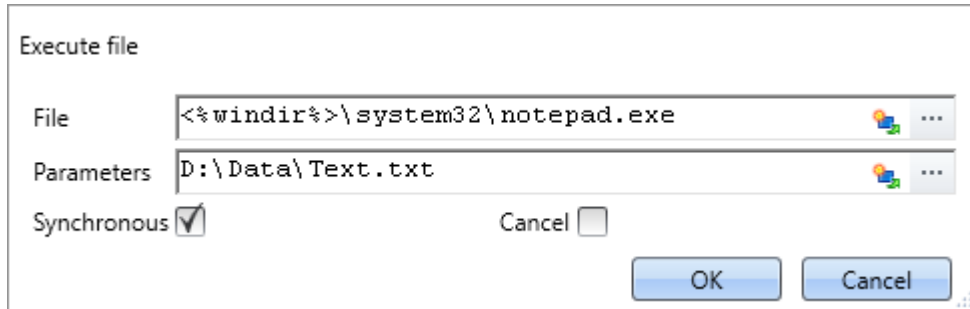 Execute file
File <%windir%>\system32\notepad.exe ...
Parameters D:\Data\Text.txt ...
Synchronous Cancel
OK Cancel